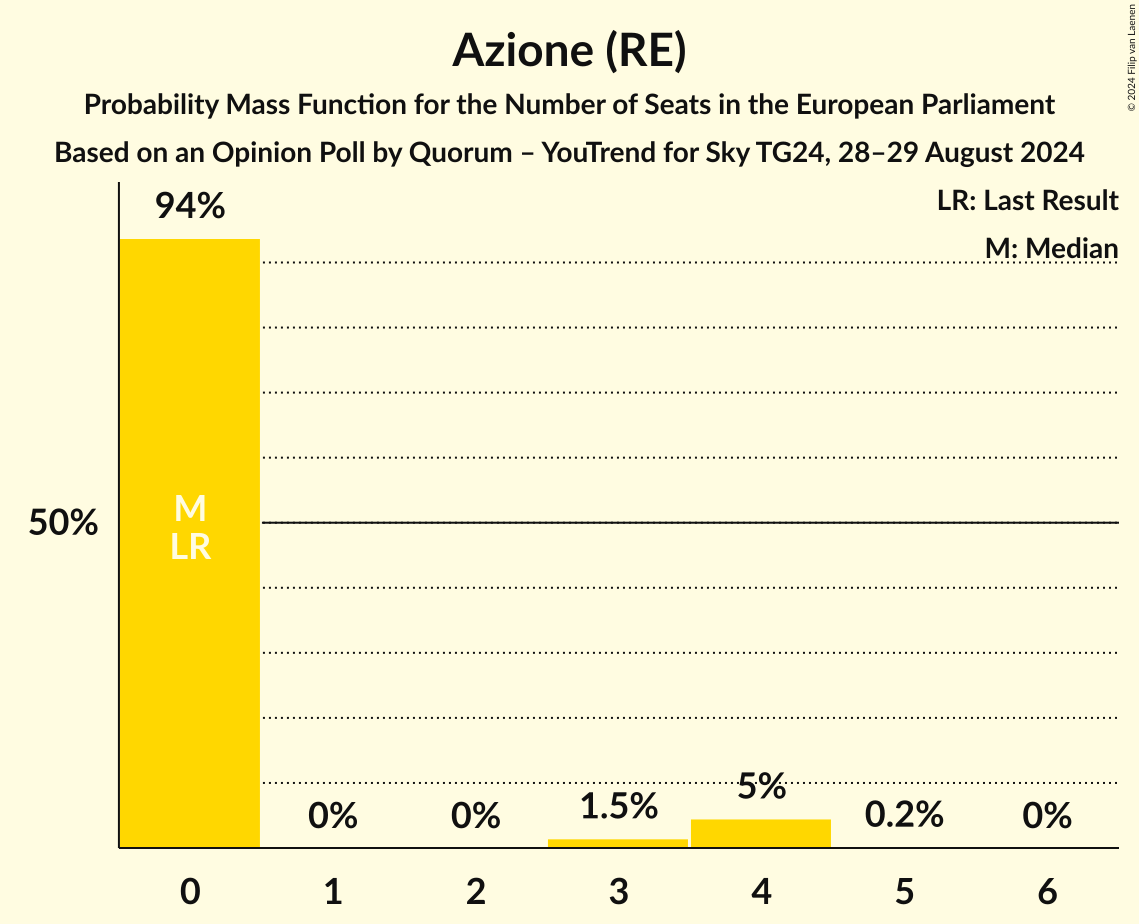 Azione (RE)
Probability Mass Function for the Number of Seats in the European Parliament
Based on an Opinion Poll by Quorum – YouTrend for Sky TG24, 28–29 August 2024
© 2024 Filip van Laenen
LR: Last Result
M: Median
94%
50%
M
LR
0%
0%
1.5%
5%
0.2%
0%
0 1 2 3 4 5 6